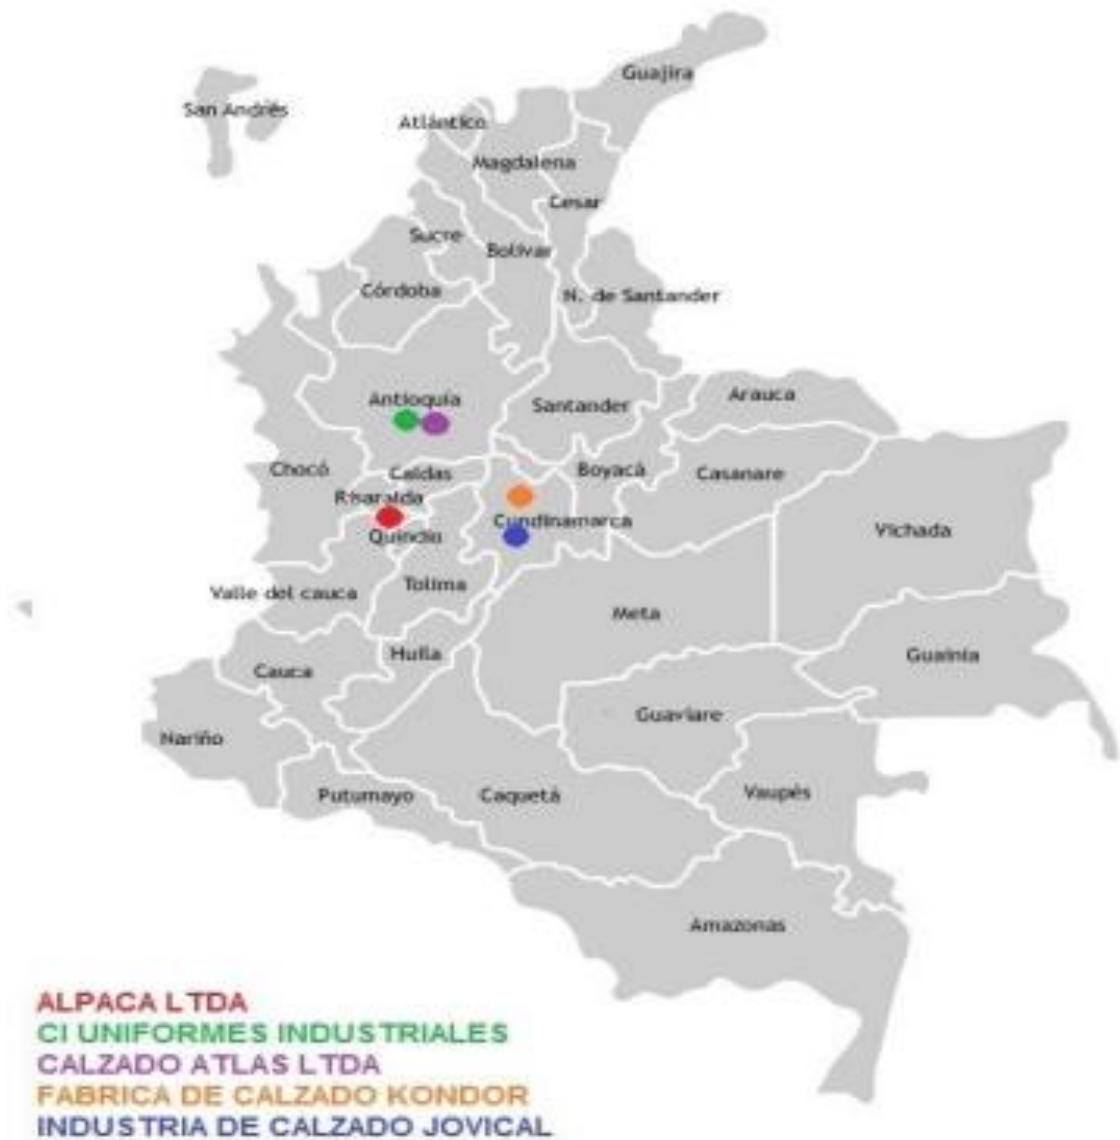 Guajira
San Andrés
Atlántico
Magdalena
Cesar
Sucre
Bolívar
Córdoba
N. de Santander
Arauca
Antioquia
Santander
Chocó
Caldas
Boyacá
Casanare
Risaralda
Cundinamarca
Vichada
Quindío
Tolima
Valle del cauca
Meta
Huila
Guainía
Cauca
Guaviare
Nariño
Putumayo
Caquetá
Vaupés
Amazonas
ALPACA LTDA
CI UNIFORMES INDUSTRIALES
CALZADO ATLAS LTDA
FABRICA DE CALZADO KONDOR
INDUSTRIA DE CALZADO JOVICAL